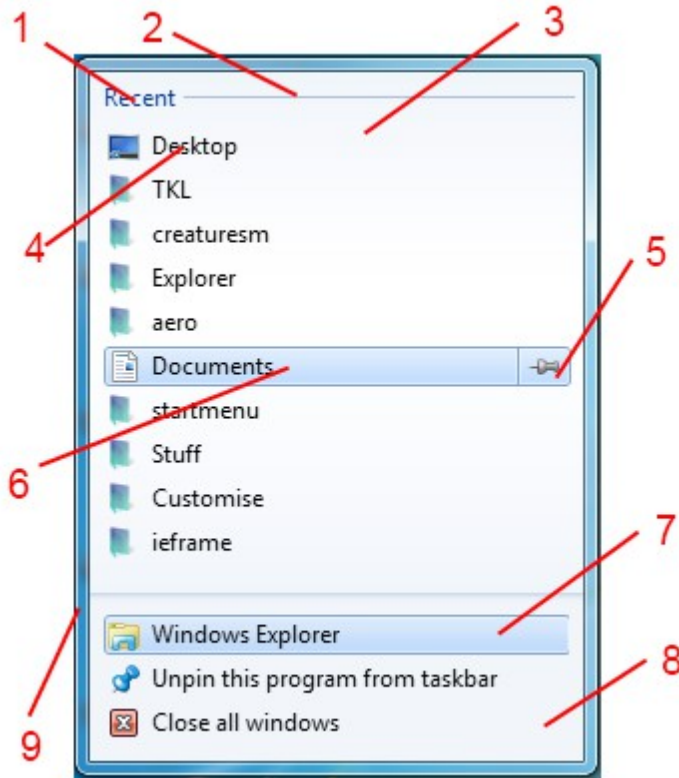 1
2
3
Recent
Desktop
TKL
4
creaturesm
5
Explorer
aero
Documents
startmenu
6
Stuff
Customise
7
ieframe
Windows Explorer
8
Unpin this program from taskbar
Close all windows
9